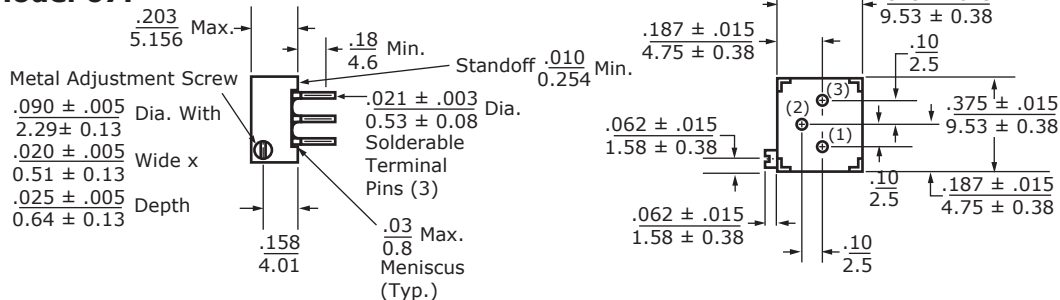 .203
5.156 Max.
.18 Min.
4.6
Metal Adjustment Screw
.090 ± .005 Dia. With
2.29± 0.13
.020 ± .005 Wide x
0.51 ± 0.13
.025 ± .005 Depth
0.64 ± 0.13
Standoff .010 Min.
0.254
.021 ± .003 Dia.
0.53 ± 0.08
Solderable
Terminal
Pins (3)
.03 Max.
0.8
Meniscus
(Typ.)
.158
4.01
9.53 ± 0.38
.187 ± .015
4.75 ± 0.38
.10
2.5
(3)
(2)
(1)
.375 ± .015
9.53 ± 0.38
.062 ± .015
1.58 ± 0.38
.10
2.5
.187 ± .015
4.75 ± 0.38
.062 ± .015
1.58 ± 0.38
.10
2.5